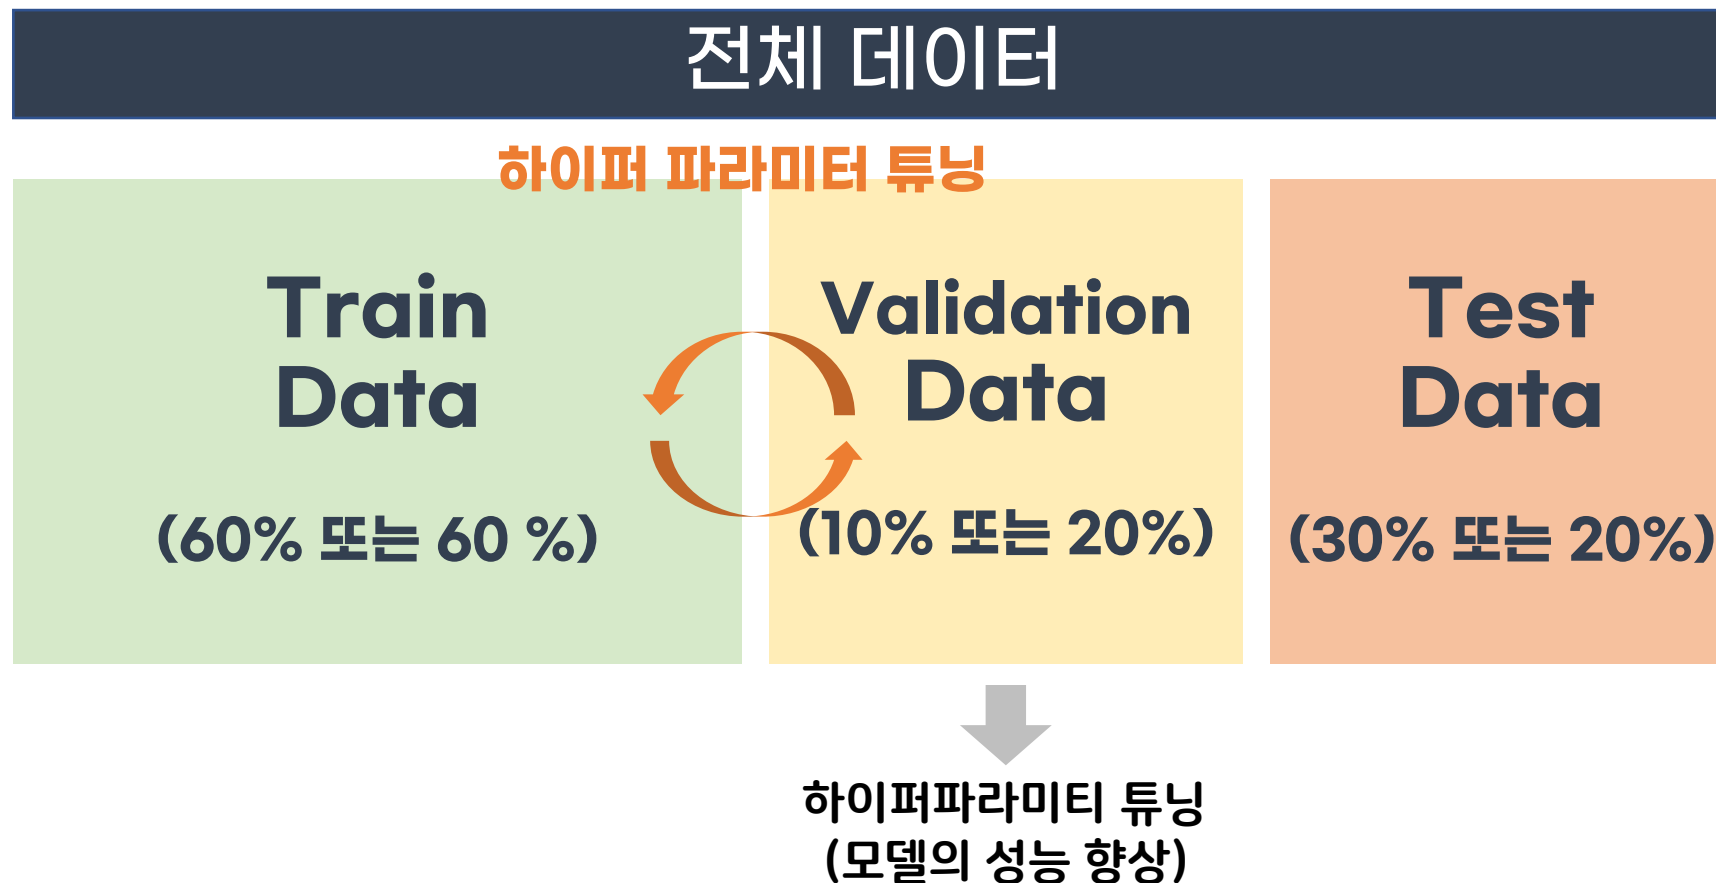 전체 데이터
하이퍼 파라미터 튜닝
Train
Data
(60% 또는 60 %)
Validation
Data
(10% 또는 20%)
Test
Data
(30% 또는 20%)
하이퍼파라미티 튜닝
(모델의 성능 향상)